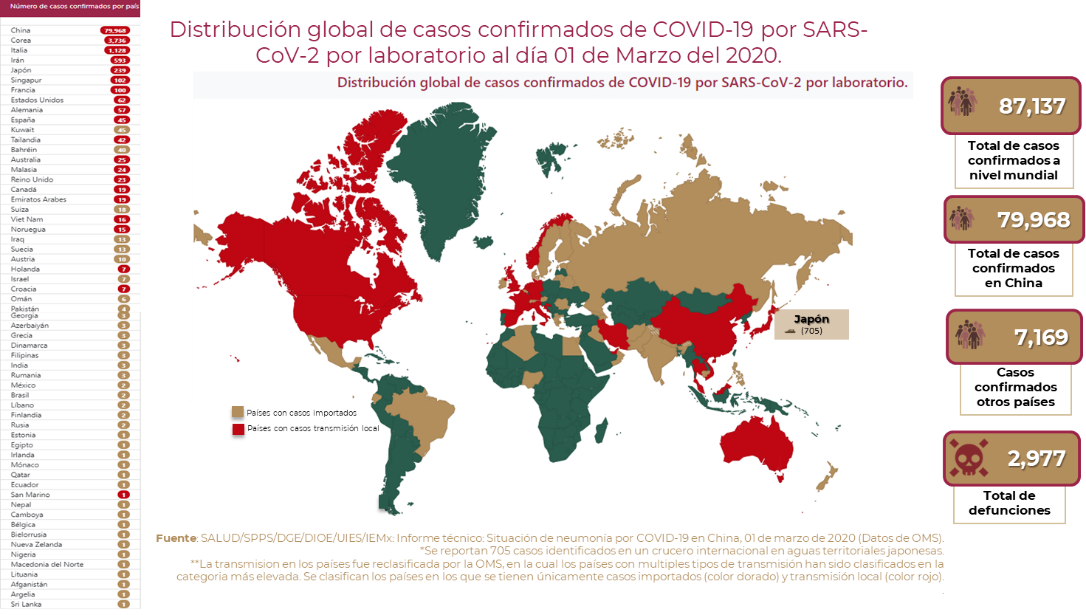 Número de casos confirmados por país
China 79,968
Corea 3,736
Italia 1,128
Irán 593
Japón 239
Singapur 102
Francia 100
Estados Unidos 62
Alemania 57
España 45
Kuwait 45
Tailandia 42
Bahréin 40
Australia 25
Malasia 24
Reino Unido 23
Canadá 19
Emiratos Arabes 19
Suiza 18
Viet Nam 16
Noruega 15
Iraq 13
Suecia 13
Austria 10
Holanda 7
Israel 7
Croacia 7
Omán 6
Pakistán 4
Georgia 3
Azerbaiyán 3
Grecia 3
Dinamarca 3
Filipinas 3
India 3
Rumania 3
México 2
Brasil 2
Líbano 2
Finlandia 2
Rusia 2
Estonia 1
Egipto 1
Irlanda 1
Mónaco 1
Qatar 1
Ecuador 1
San Marino 1
Nepal 1
Camboya 1
Bélgica 1
Bielorrusia 1
Nueva Zelanda 1
Nigeria 1
Macedonia del Norte 1
Lituania 1
Afganistán 1
Argelia 1
Sri Lanka 1
Distribución global de casos confirmados de COVID-19 por SARS-
CoV-2 por laboratorio al día 01 de Marzo del 2020.
Distribución global de casos confirmados de COVID-19 por SARS-CoV-2 por laboratorio.
Japón
(705)
Países con casos importados
Países con casos transmisión local
87,137
Total de casos
confirmados a
nivel mundial
79,968
Total de casos
confirmados
en China
7,169
Casos
confirmados
otros países
2,977
Total de
defunciones
Fuente: SALUD/SPPS/DGE/DIOE/UIES/IEMx: Informe técnico: Situación de neumonía por COVID-19 en China, 01 de marzo de 2020 (Datos de OMS).
*Se reportan 705 casos identificados en un crucero internacional en aguas territoriales japonesas.
**La transmision en los países fue reclasificada por la OMS, en la cual los países con multiples tipos de transmisión han sido clasificados en la
categoria más elevada. Se clasifican los países en los que se tienen únicamente casos importados (color dorado) y transmisión local (color rojo).